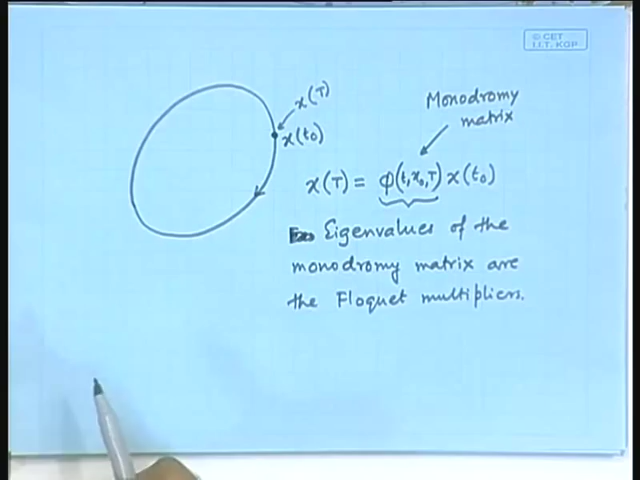 © CET
I.I.T. KGP
x(T)
x(t₀)
Monodromy
matrix
x(T) = φ(t, x₀, T) x(t₀)
Eigenvalues of the
monodromy matrix are
the Floquet multipliers.